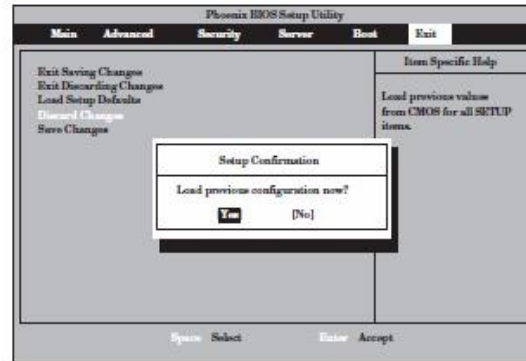 Phoenix BIOS Setup Utility
Main Advanced Security Server Boot Exit
Exit Saving Changes
Exit Discarding Changes
Load Setup Defaults
Discard Changes
Save Changes
Item Specific Help
Load previous values
from CMOS for all SETUP
items.
Setup Confirmation
Load previous configuration now?
Yes [No]
Space Select Enter Accept